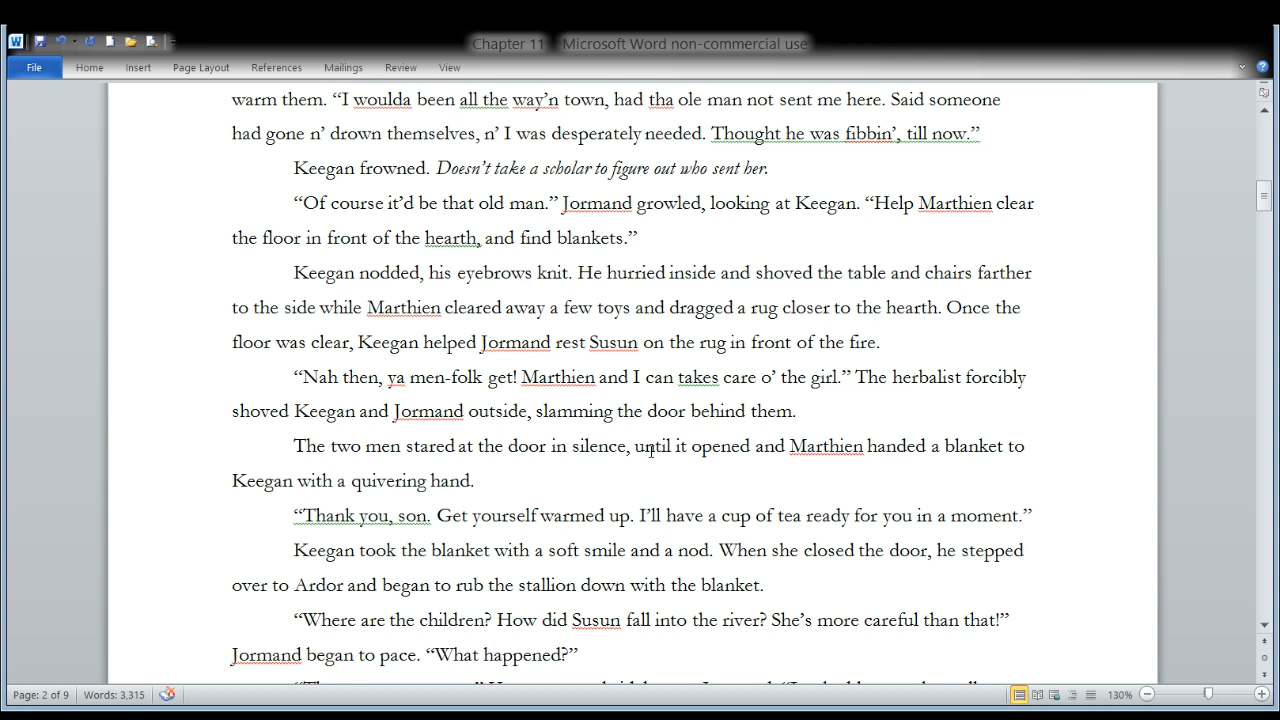 Chapter 11 - Microsoft Word non-commercial use
File Home Insert Page Layout References Mailings Review View
warm them. “I woulda been all the way’n town, had tha ole man not sent me here. Said someone
had gone n’ drown themselves, n’ I was desperately needed. Thought he was fibbin’, till now.”
Keegan frowned. Doesn’t take a scholar to figure out who sent her.
“Of course it’d be that old man.” Jormand growled, looking at Keegan. “Help Marthien clear
the floor in front of the hearth, and find blankets.”
Keegan nodded, his eyebrows knit. He hurried inside and shoved the table and chairs farther
to the side while Marthien cleared away a few toys and dragged a rug closer to the hearth. Once the
floor was clear, Keegan helped Jormand rest Susun on the rug in front of the fire.
“Nah then, ya men-folk get! Marthien and I can takes care o’ the girl.” The herbalist forcibly
shoved Keegan and Jormand outside, slamming the door behind them.
The two men stared at the door in silence, until it opened and Marthien handed a blanket to
Keegan with a quivering hand.
“Thank you, son. Get yourself warmed up. I’ll have a cup of tea ready for you in a moment.”
Keegan took the blanket with a soft smile and a nod. When she closed the door, he stepped
over to Ardor and began to rub the stallion down with the blanket.
“Where are the children? How did Susun fall into the river? She’s more careful than that!”
Jormand began to pace. “What happened?”
Page: 2 of 9 Words: 3,315 130%